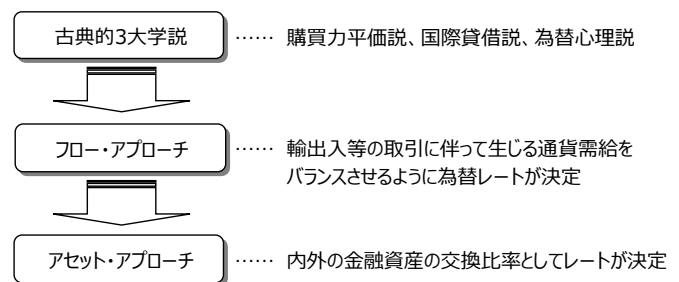 古典的3大学説 …… 購買力平価説、国際貸借説、為替心理説
フロー・アプローチ …… 輸出入等の取引に伴って生じる通貨需給を
バランスさせるように為替レートが決定
アセット・アプローチ …… 内外の金融資産の交換比率としてレートが決定